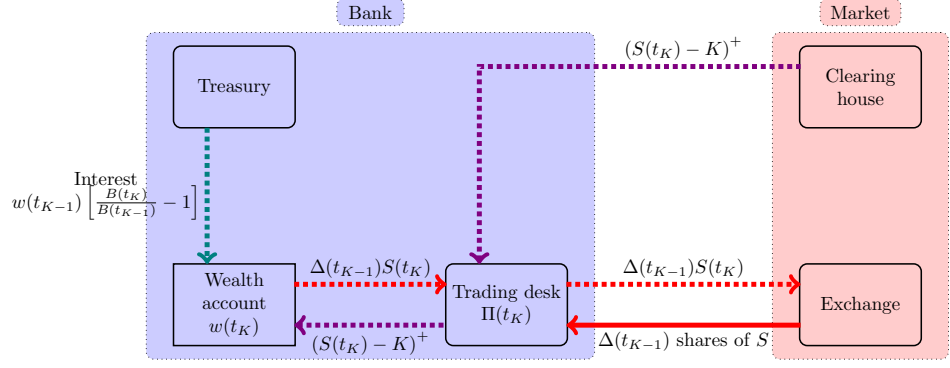 Bank
Market
Treasury
(S(t_K) − K)^+
Clearing
house
Interest
w(t_{K−1}) [B(t_K)/B(t_{K−1}) − 1]
Wealth
account
w(t_K)
Δ(t_{K−1})S(t_K)
(S(t_K) − K)^+
Trading desk
Π(t_K)
Δ(t_{K−1})S(t_K)
Δ(t_{K−1}) shares of S
Exchange